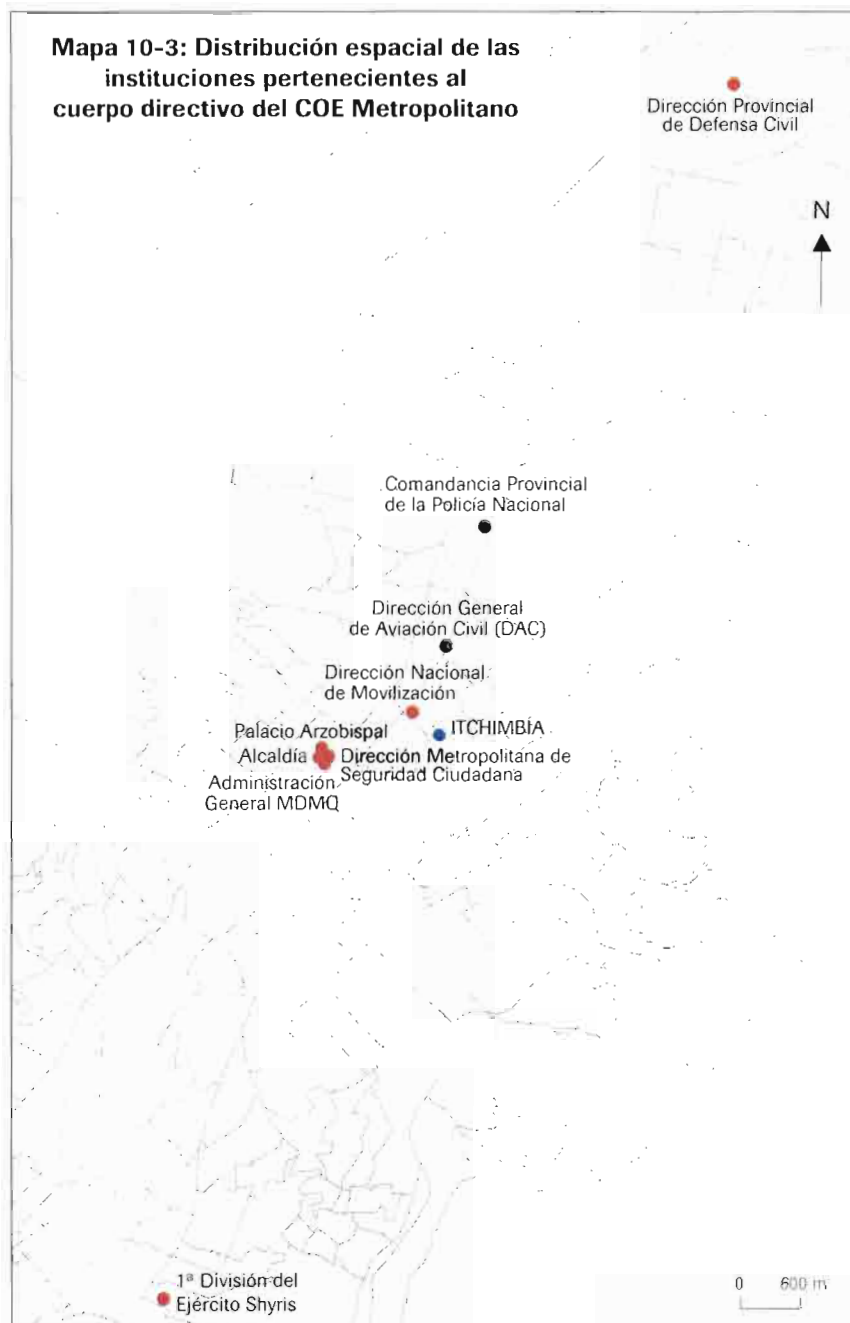 Mapa 10-3: Distribución espacial de las
instituciones pertenecientes al
cuerpo directivo del COE Metropolitano
Dirección Provincial
de Defensa Civil
N
Comandancia Provincial
de la Policía Nacional
Dirección General
de Aviación Civil (DAC)
Dirección Nacional
de Movilización
ITCHIMBÍA
Palacio Arzobispal
Alcaldía
Dirección Metropolitana de
Seguridad Ciudadana
Administración
General MDMQ
1ª División del
Ejército Shyris
0 600 m